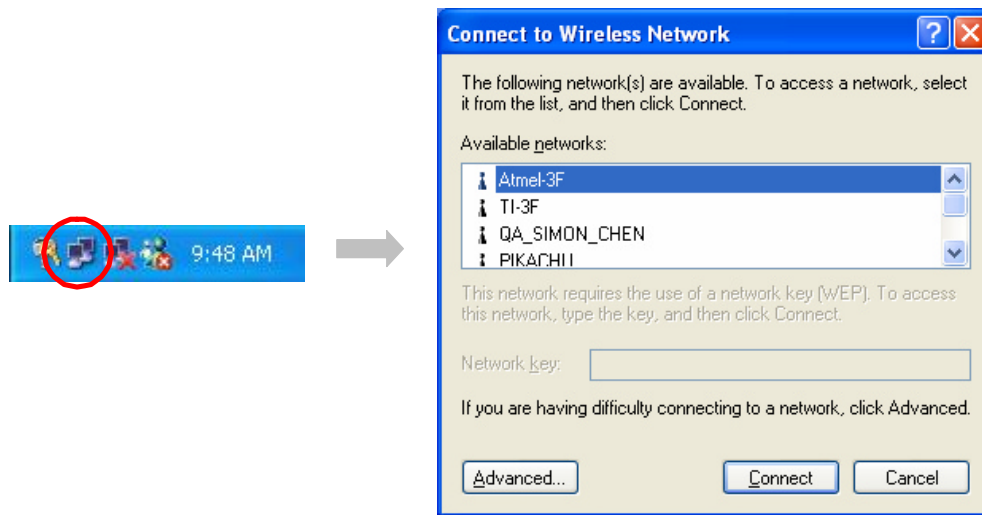 9:48 AM
Connect to Wireless Network
The following network(s) are available. To access a network, select
it from the list, and then click Connect.
Available networks:
Atmel-3F
TI-3F
QA_SIMON_CHEN
PIKACHU
This network requires the use of a network key (WEP). To access
this network, type the key, and then click Connect.
Network key:
If you are having difficulty connecting to a network, click Advanced.
Advanced...
Connect
Cancel